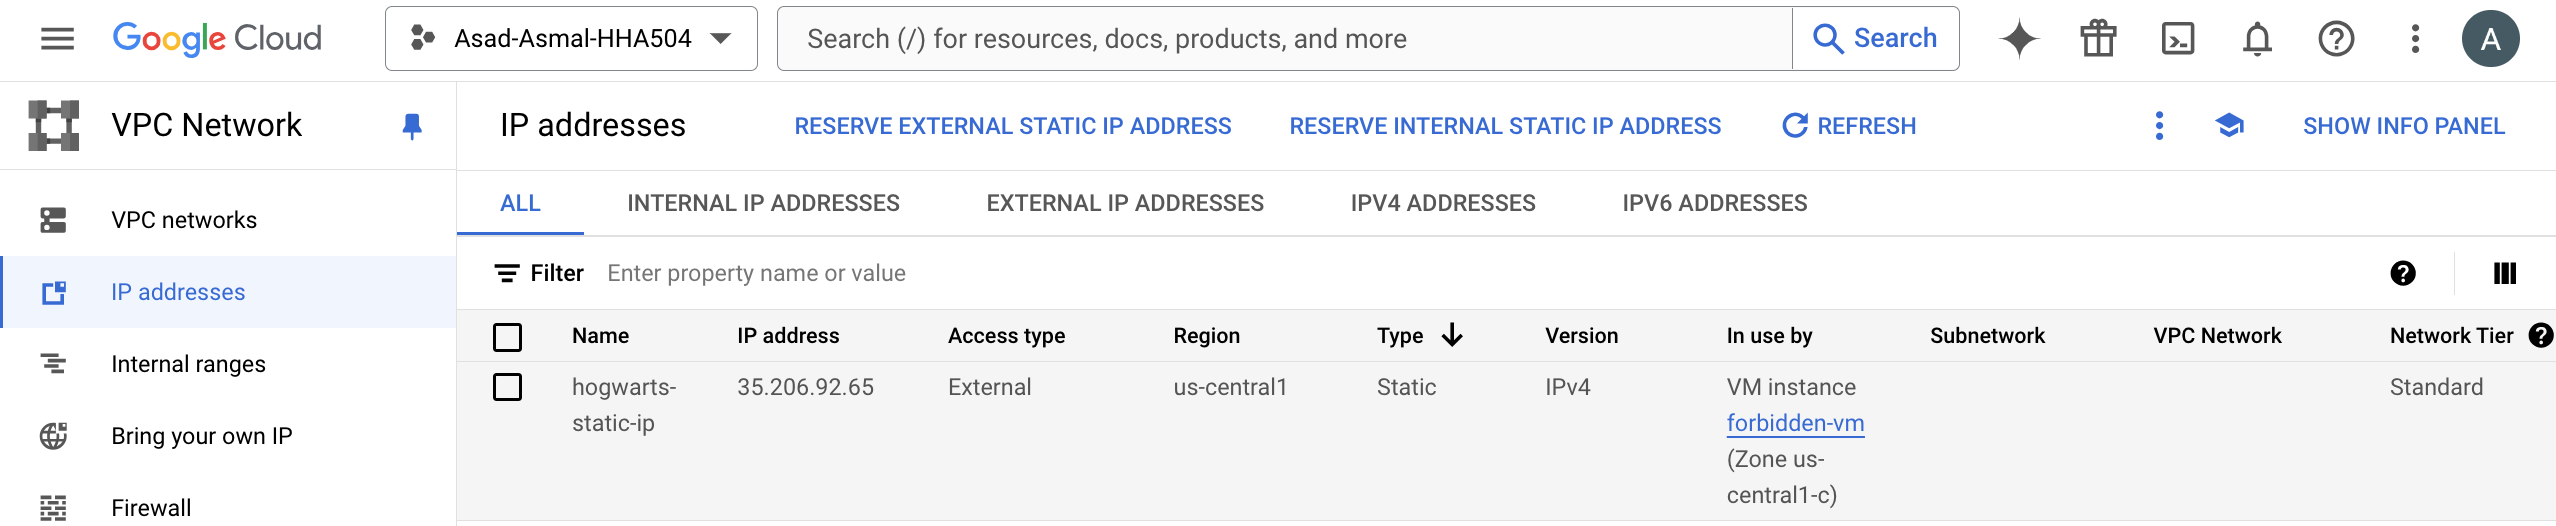 Google Cloud
Asad-Asmal-HHA504
Search (/) for resources, docs, products, and more
Search
A
VPC Network
IP addresses
RESERVE EXTERNAL STATIC IP ADDRESS
RESERVE INTERNAL STATIC IP ADDRESS
REFRESH
SHOW INFO PANEL
VPC networks
IP addresses
Internal ranges
Bring your own IP
Firewall
ALL
INTERNAL IP ADDRESSES
EXTERNAL IP ADDRESSES
IPV4 ADDRESSES
IPV6 ADDRESSES
Filter
Enter property name or value
Name
IP address
Access type
Region
Type
Version
In use by
Subnetwork
VPC Network
Network Tier
hogwarts-
static-ip
35.206.92.65
External
us-central1
Static
IPv4
VM instance
forbidden-vm
(Zone us-
central1-c)
Standard